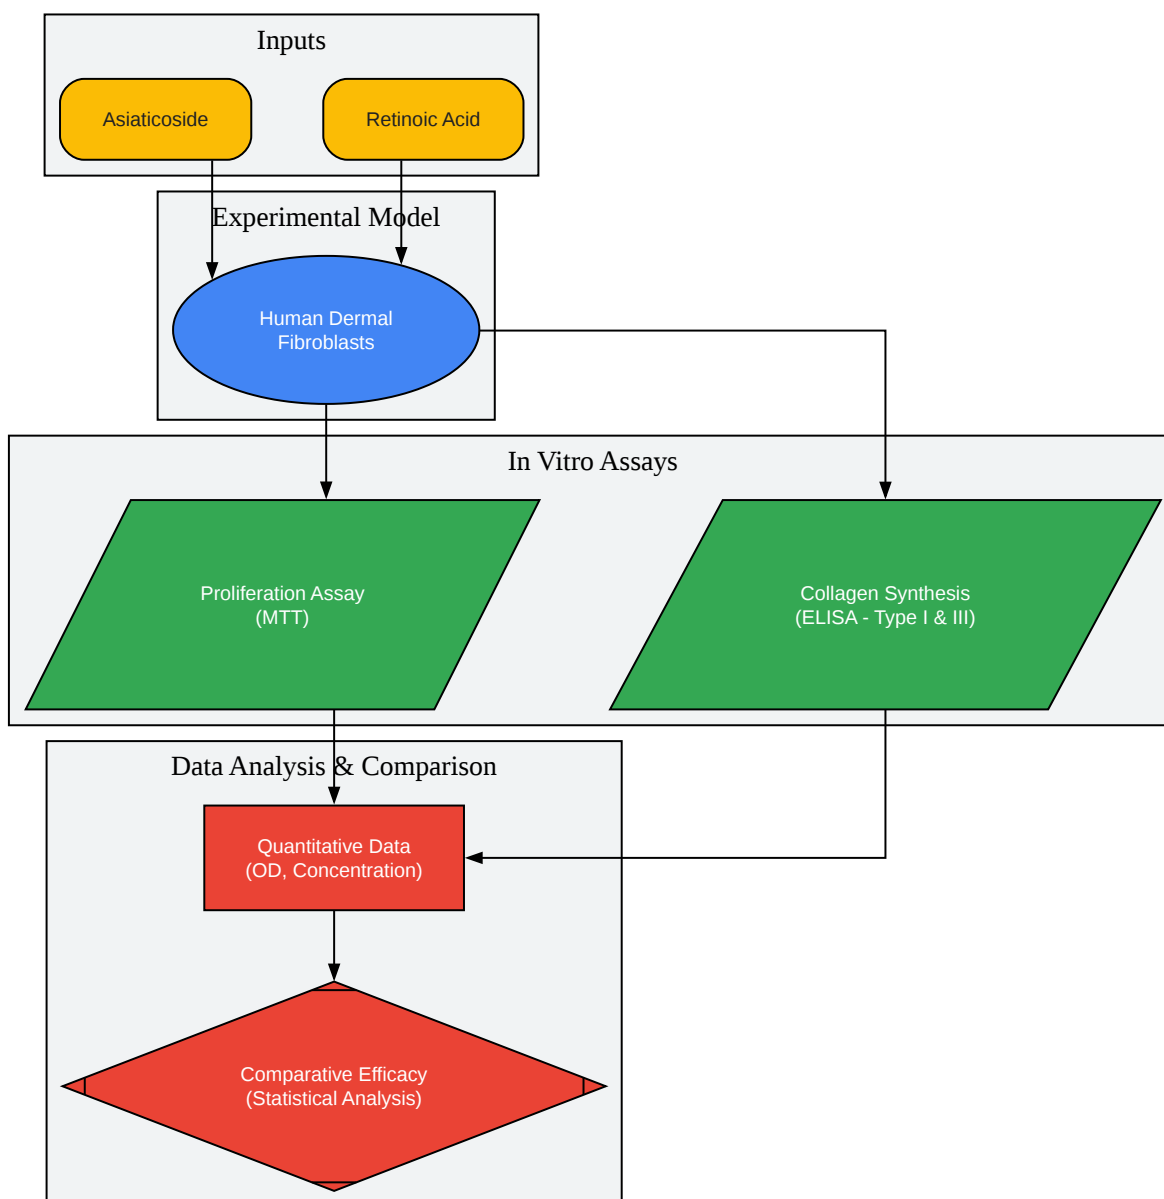 Inputs
Asiaticoside
Retinoic Acid
Experimental Model
Human Dermal
Fibroblasts
In Vitro Assays
Proliferation Assay
(MTT)
Collagen Synthesis
(ELISA - Type I & III)
Data Analysis & Comparison
Quantitative Data
(OD, Concentration)
Comparative Efficacy
(Statistical Analysis)